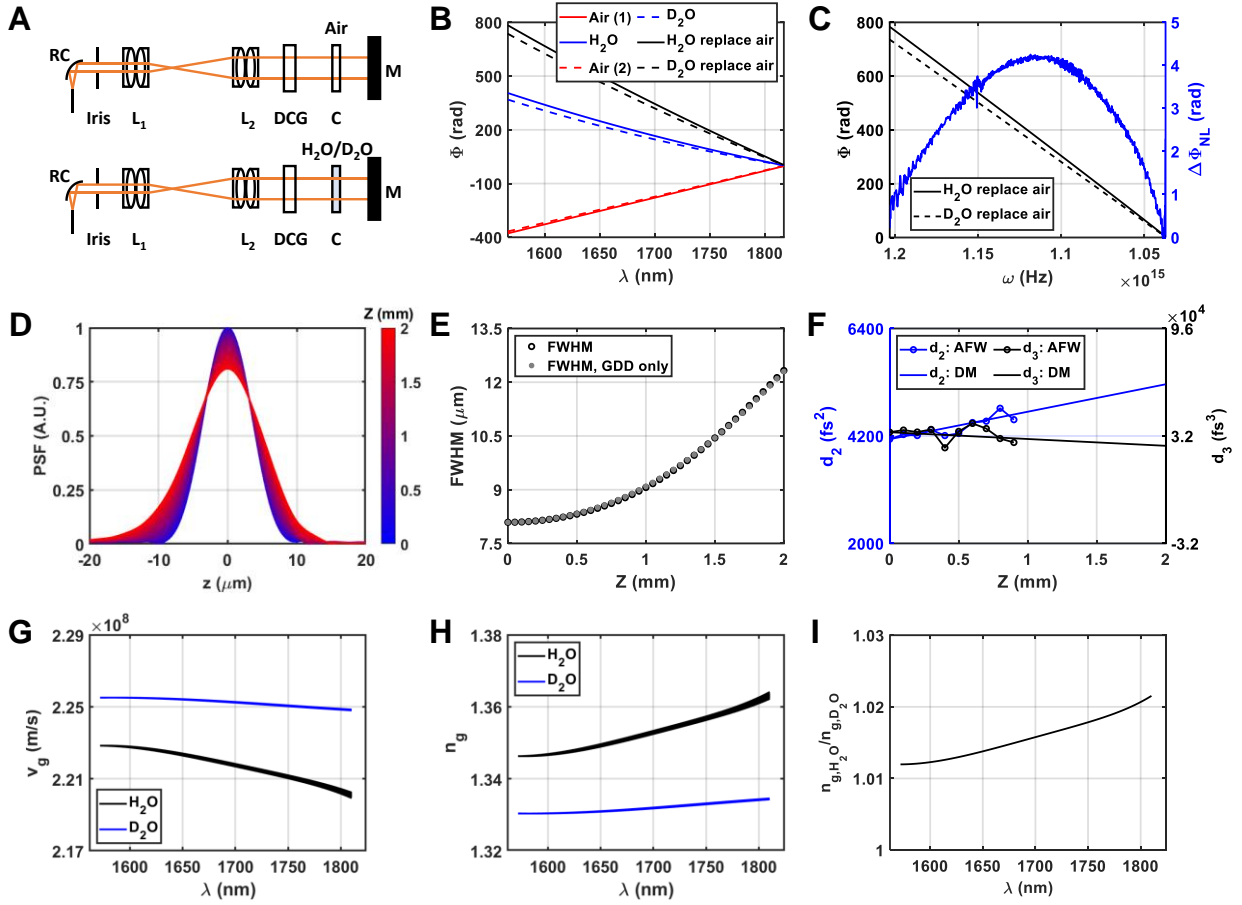 A
Air
RC
M
Iris
L1
L2
DCG
C
H2O/D2O
RC
M
Iris
L1
L2
DCG
C
B
800
500
200
-100
-400
Φ (rad)
Air (1)
H2O
Air (2)
D2O
H2O replace air
D2O replace air
1600
1700
1800
λ (nm)
C
800
600
400
200
0
Φ (rad)
5
4
3
2
1
0
ΔΦNL (rad)
H2O replace air
D2O replace air
1.2
1.15
1.1
1.05
ω (Hz)
×10^15
D
1
0.75
0.5
0.25
0
PSF (A.U.)
-20
-10
0
10
20
z (μm)
Z (mm)
2
1.5
1
0.5
0
E
13.5
12
10.5
9
7.5
FWHM (μm)
FWHM
FWHM, GDD only
0
0.5
1
1.5
2
Z (mm)
F
6400
4200
2000
d2 (fs^2)
d2: AFW
d2: DM
d3: AFW
d3: DM
×10^4
9.6
3.2
-3.2
d3 (fs^3)
0
0.5
1
1.5
2
Z (mm)
G
×10^8
2.29
2.25
2.21
2.17
vg (m/s)
H2O
D2O
1600
1650
1700
1750
1800
λ (nm)
H
1.38
1.36
1.34
1.32
ng
H2O
D2O
1600
1650
1700
1750
1800
λ (nm)
I
1.03
1.02
1.01
1
ng,H2O/ng,D2O
1600
1650
1700
1750
1800
λ (nm)